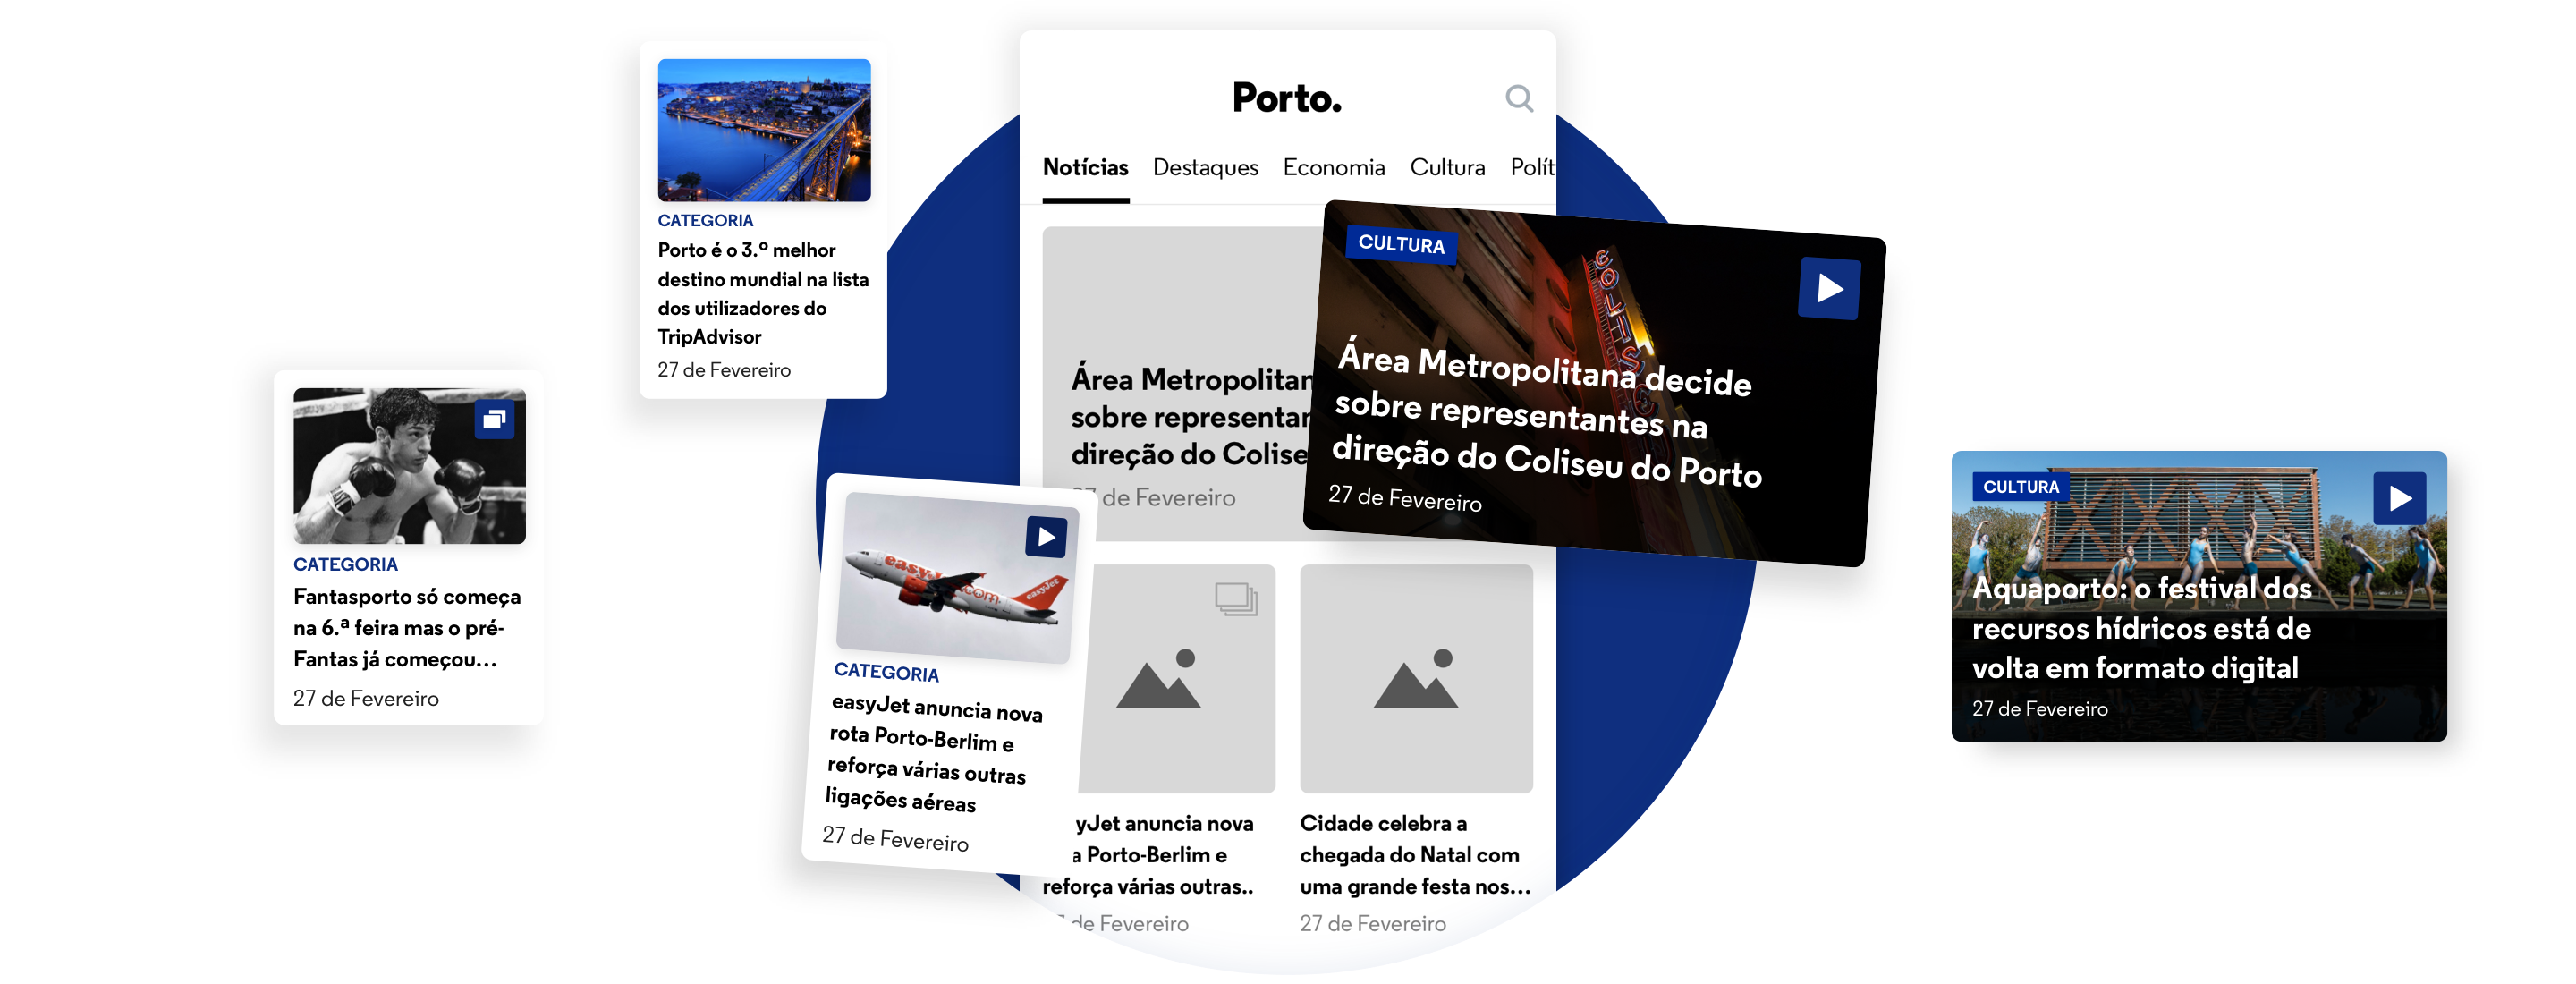 Porto.
Notícias Destaques Economia Cultura Polít
CATEGORIA
Porto é o 3.º melhor
destino mundial na lista
dos utilizadores do
TripAdvisor
27 de Fevereiro
CATEGORIA
Fantasporto só começa
na 6.ª feira mas o pré-
Fantas já começou...
27 de Fevereiro
Área Metropolitan
sobre representan
direção do Colise
de Fevereiro
CULTURA
COLISEU
Área Metropolitana decide
sobre representantes na
direção do Coliseu do Porto
27 de Fevereiro
easyJet
easyJet
CATEGORIA
easyJet anuncia nova
rota Porto-Berlim e
reforça várias outras
ligações aéreas
27 de Fevereiro
yJet anuncia nova
a Porto-Berlim e
reforça várias outras..
de Fevereiro
Cidade celebra a
chegada do Natal com
uma grande festa nos...
27 de Fevereiro
CULTURA
Aquaporto: o festival dos
recursos hídricos está de
volta em formato digital
27 de Fevereiro